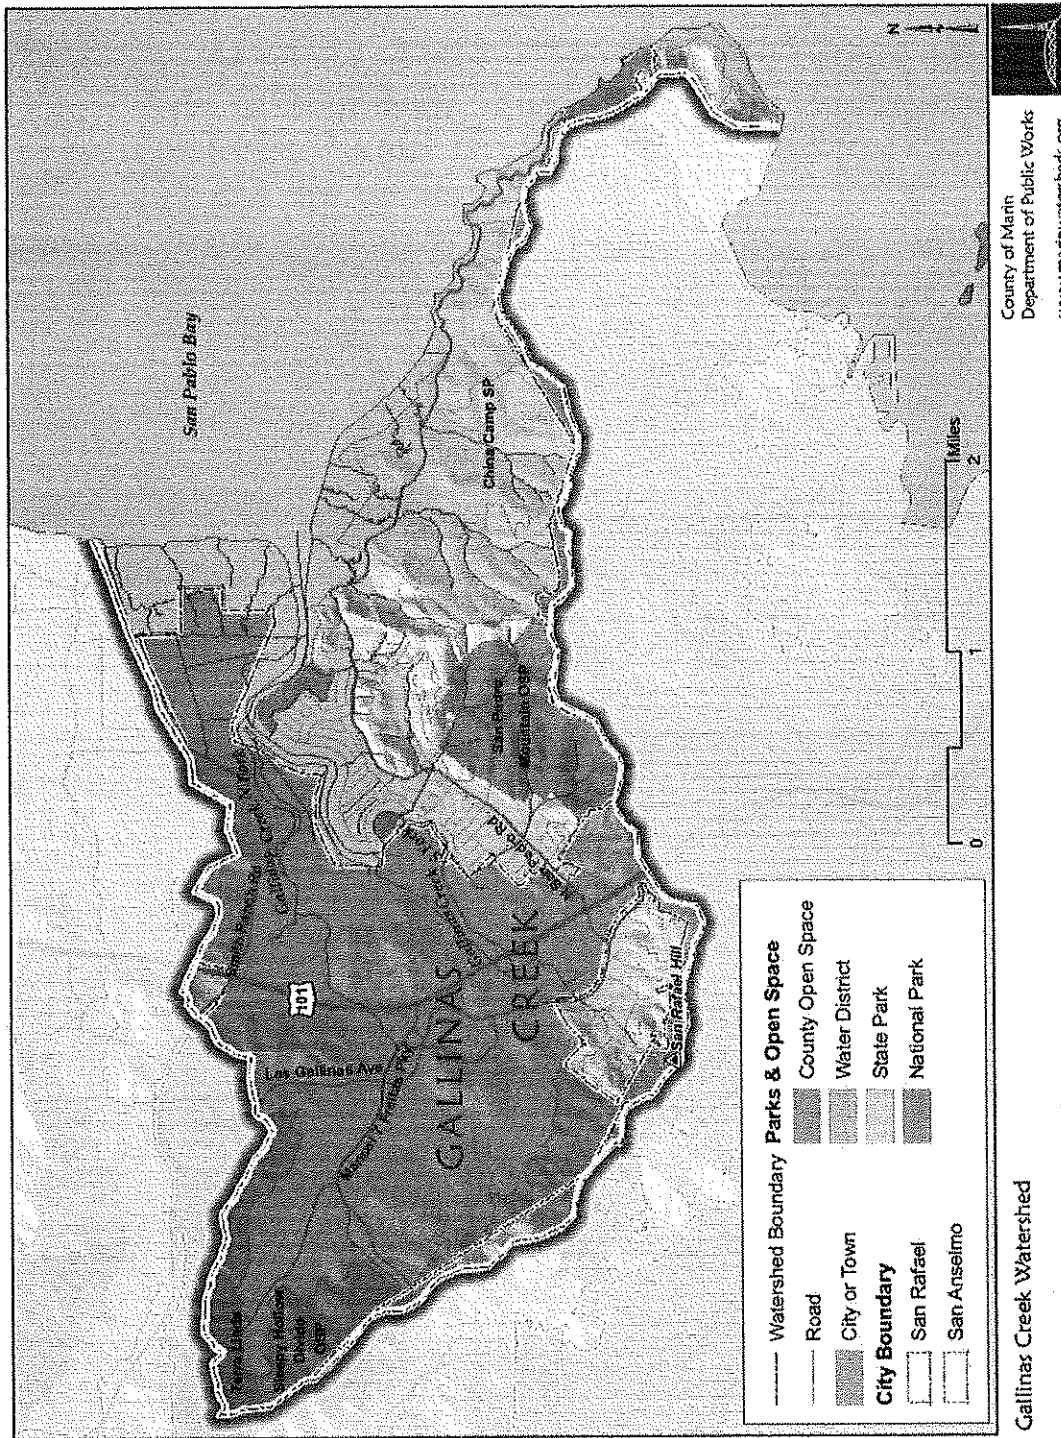 N
San Pablo Bay
China Camp SP
San Pedro
Mountain OSP
Pedro Rd
101
Las Gallinas Ave
GALLINAS
CREEK
San Rafael Hill
Terra Linda
Sleepy Hollow
Divide
OSP
0 1 2
Miles
Watershed Boundary
Road
City or Town
City Boundary
San Rafael
San Anselmo
Parks & Open Space
County Open Space
Water District
State Park
National Park
Gallinas Creek Watershed
County of Marin
Department of Public Works